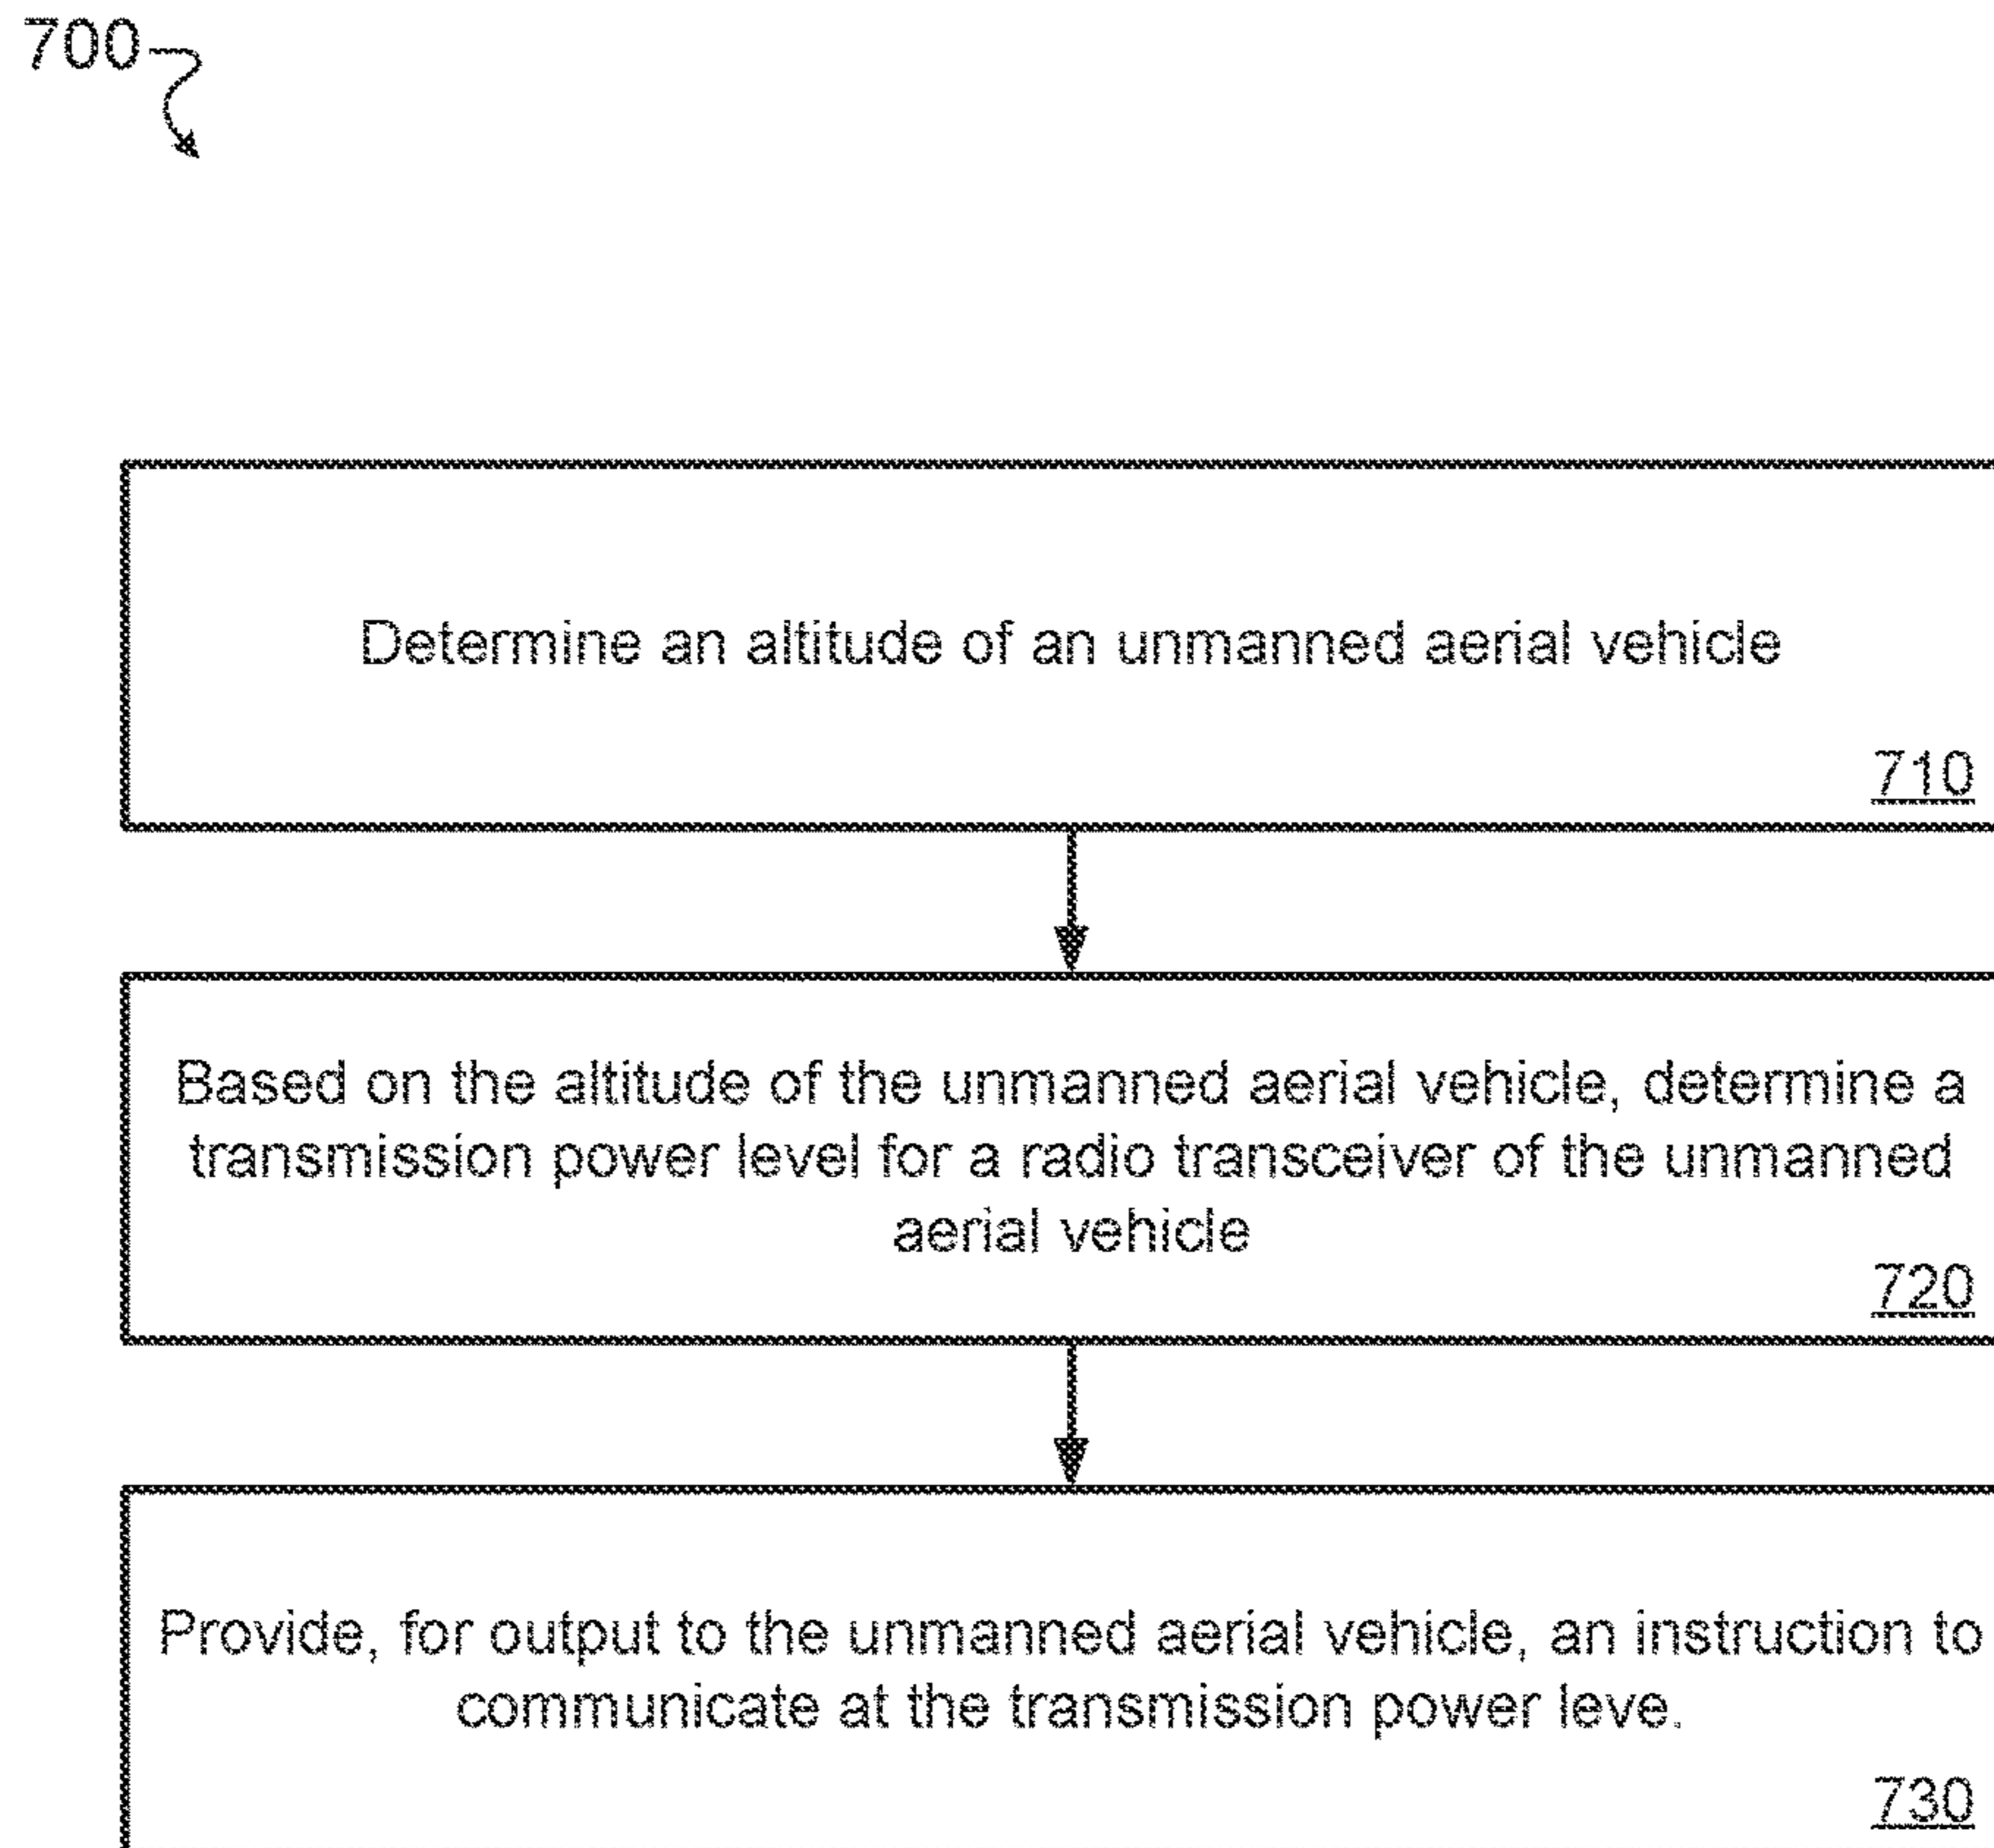 700
Determine an altitude of an unmanned aerial vehicle
710
Based on the altitude of the unmanned aerial vehicle, determine a
transmission power level for a radio transceiver of the unmanned
aerial vehicle
720
Provide, for output to the unmanned aerial vehicle, an instruction to
communicate at the transmission power leve.
730